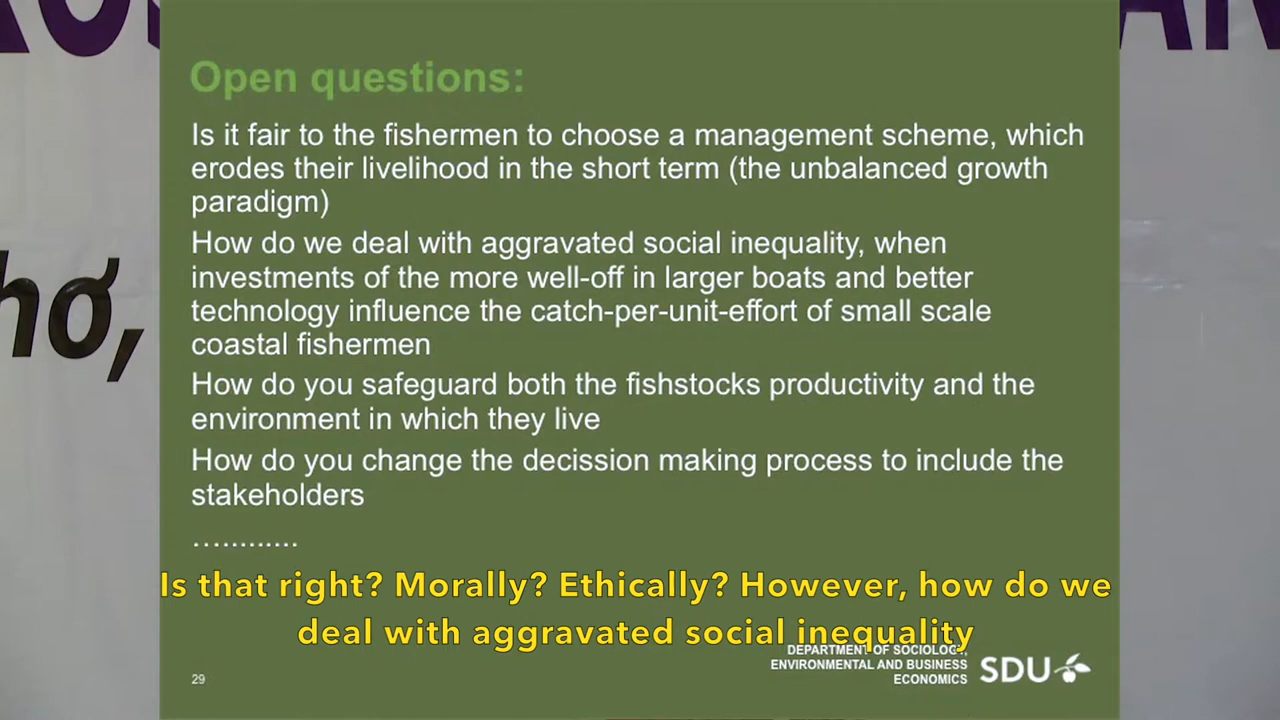 Open questions:
Is it fair to the fishermen to choose a management scheme, which
erodes their livelihood in the short term (the unbalanced growth
paradigm)
How do we deal with aggravated social inequality, when
investments of the more well-off in larger boats and better
technology influence the catch-per-unit-effort of small scale
coastal fishermen
How do you safeguard both the fishstocks productivity and the
environment in which they live
How do you change the decission making process to include the
stakeholders
............
Is that right? Morally? Ethically? However, how do we
deal with aggravated social inequality
DEPARTMENT OF SOCIOLOGY,
ENVIRONMENTAL AND BUSINESS
ECONOMICS
SDU
29